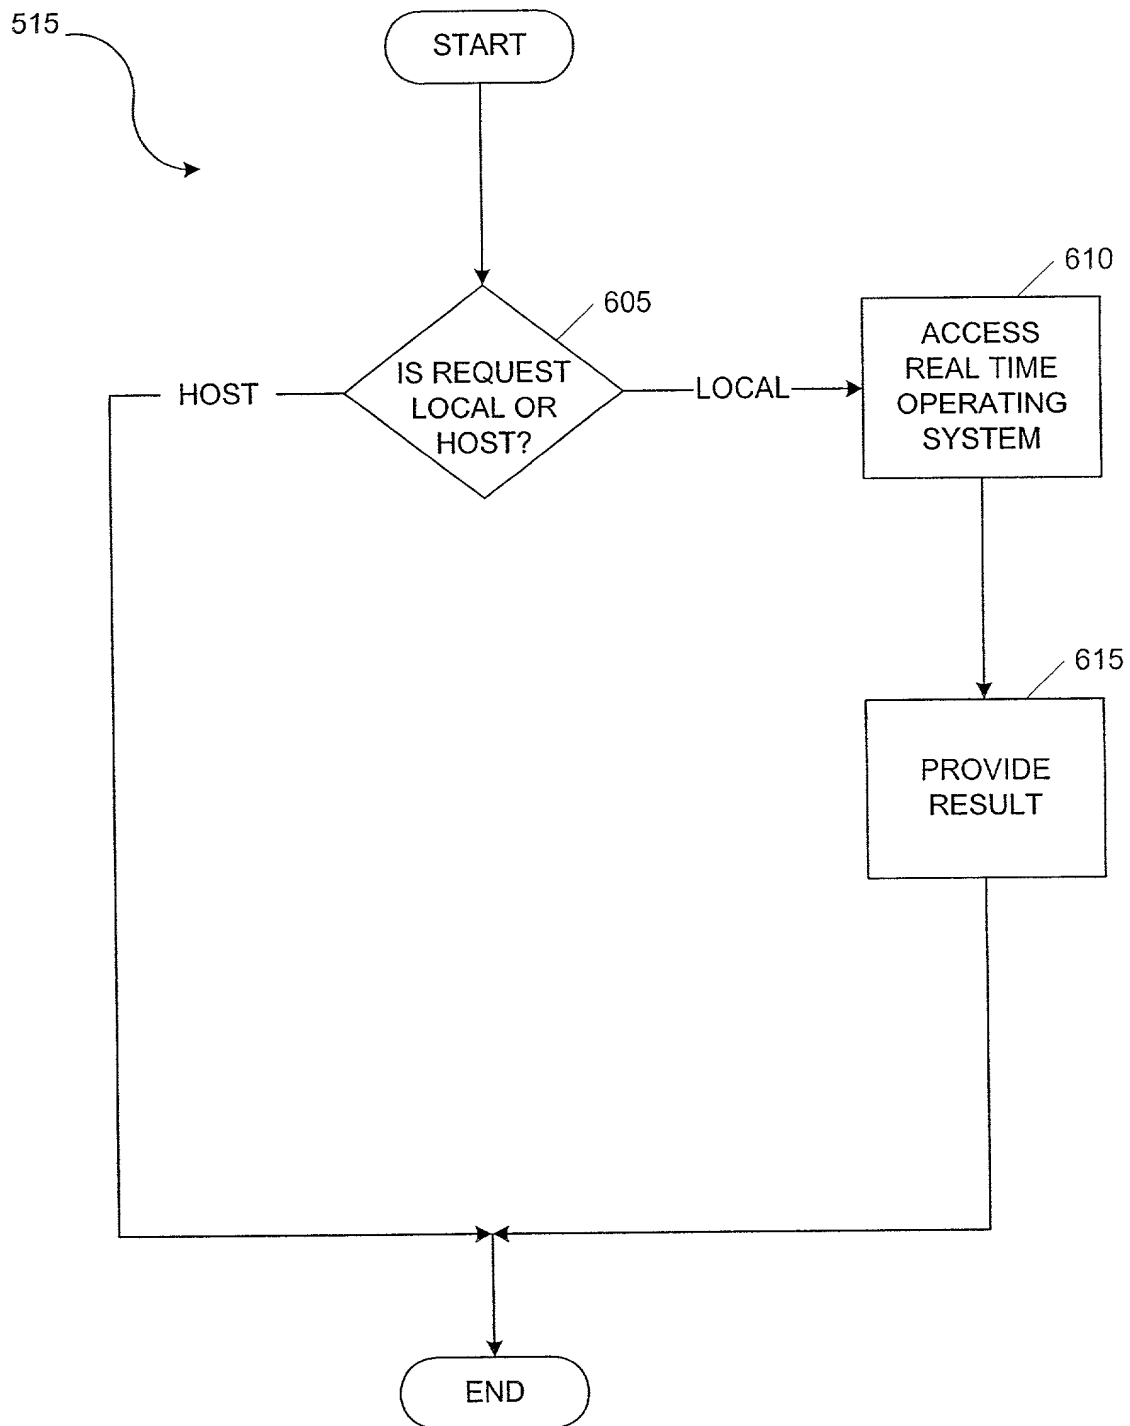 515
START
605
IS REQUEST
LOCAL OR
HOST?
HOST
LOCAL
610
ACCESS
REAL TIME
OPERATING
SYSTEM
615
PROVIDE
RESULT
END